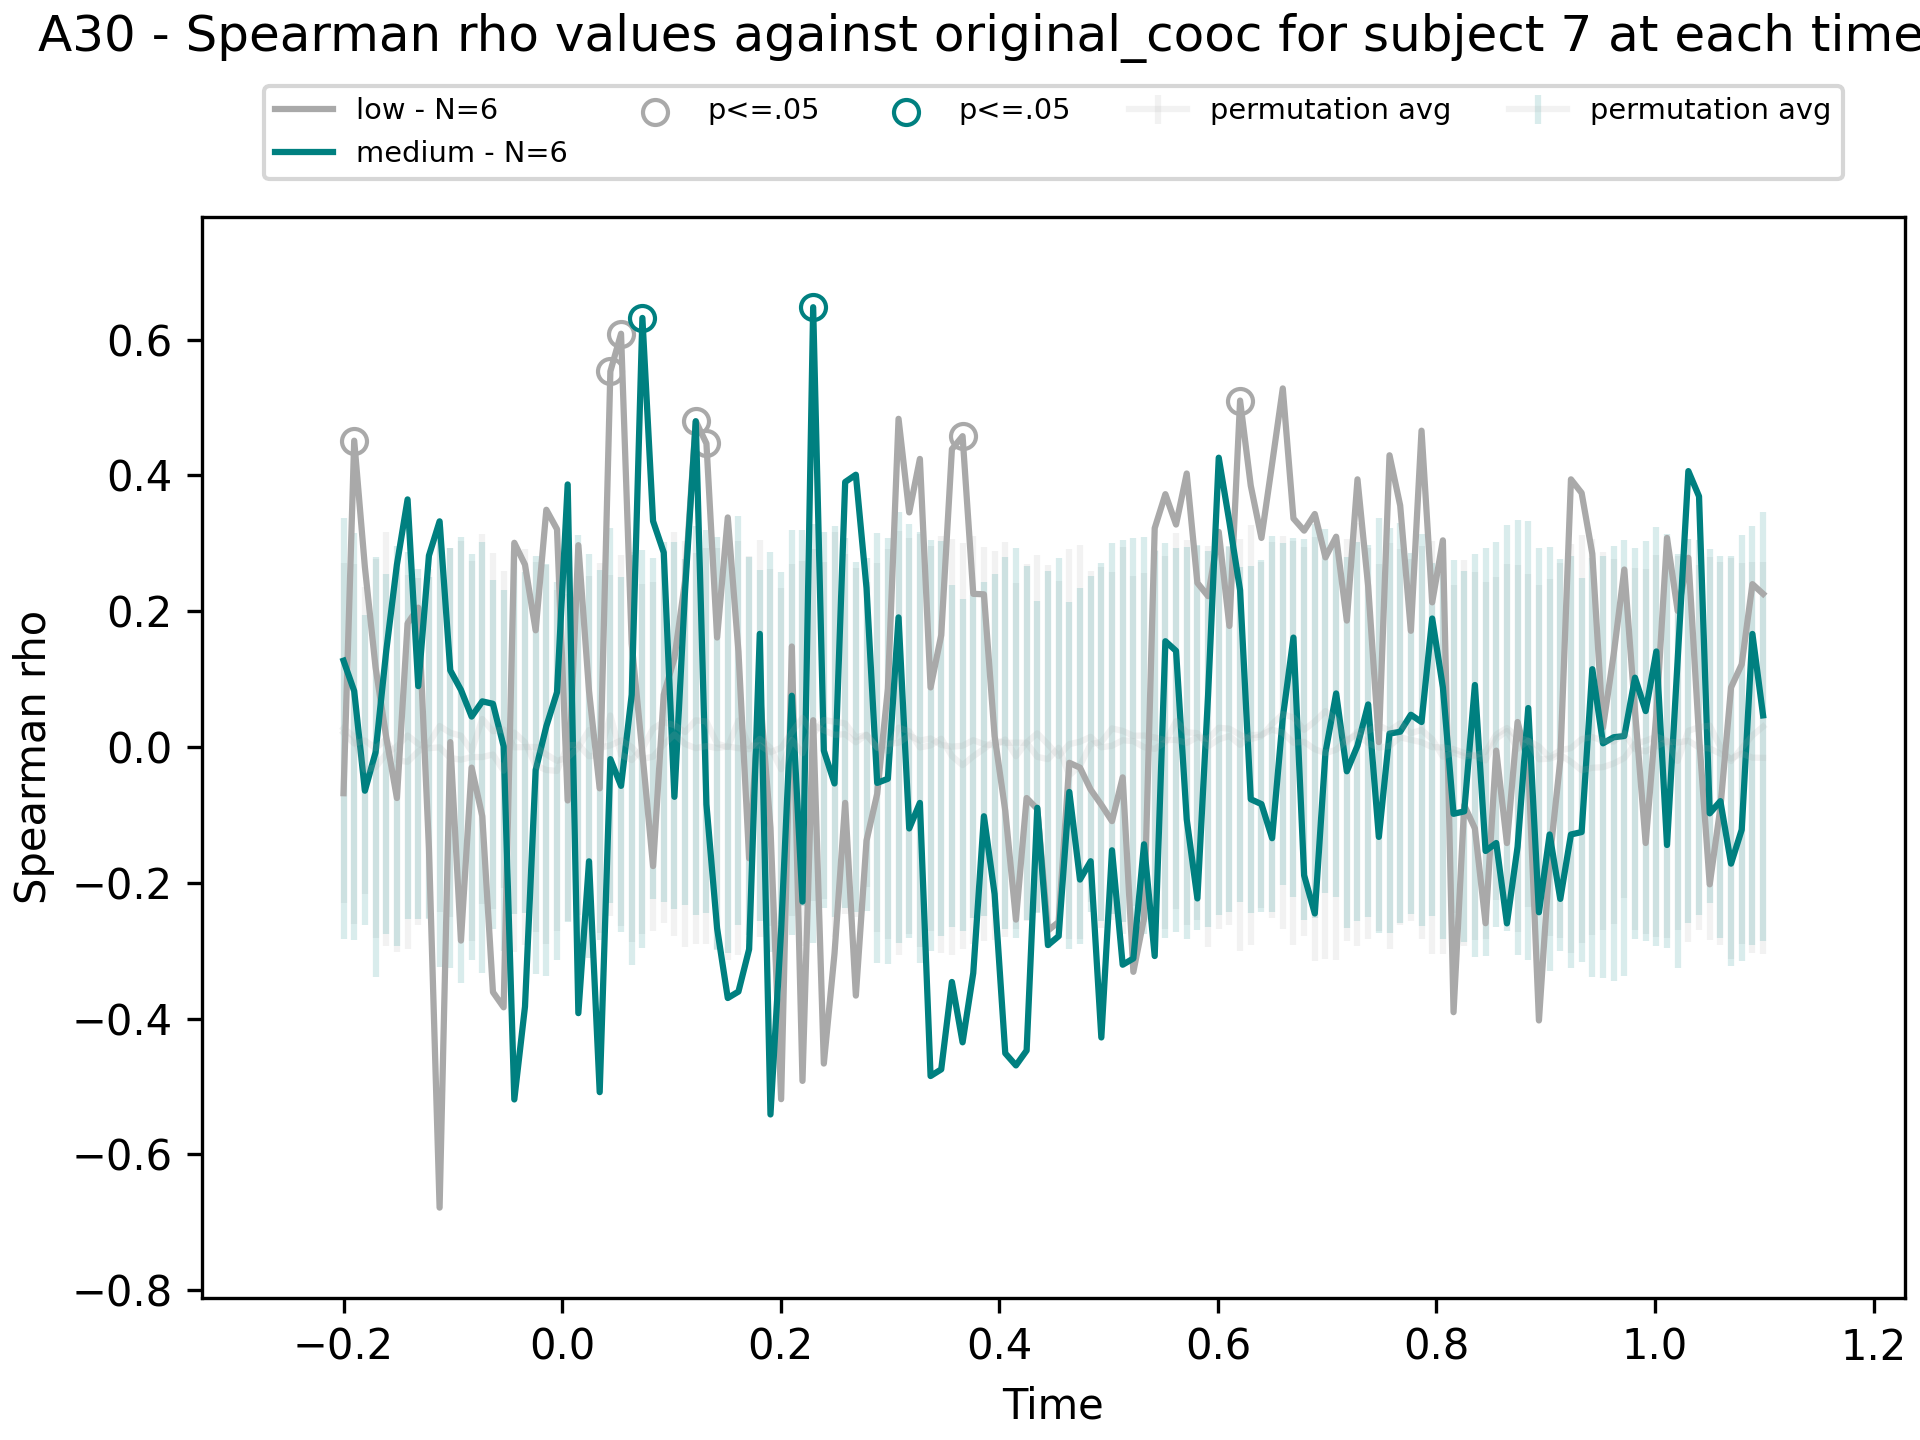 A30 - Spearman rho values against original_cooc for subject 7 at each time
low - N=6
medium - N=6
p<=.05
p<=.05
permutation avg
permutation avg
Spearman rho
0.6
0.4
0.2
0.0
−0.2
−0.4
−0.6
−0.8
−0.2 0.0 0.2 0.4 0.6 0.8 1.0 1.2
Time